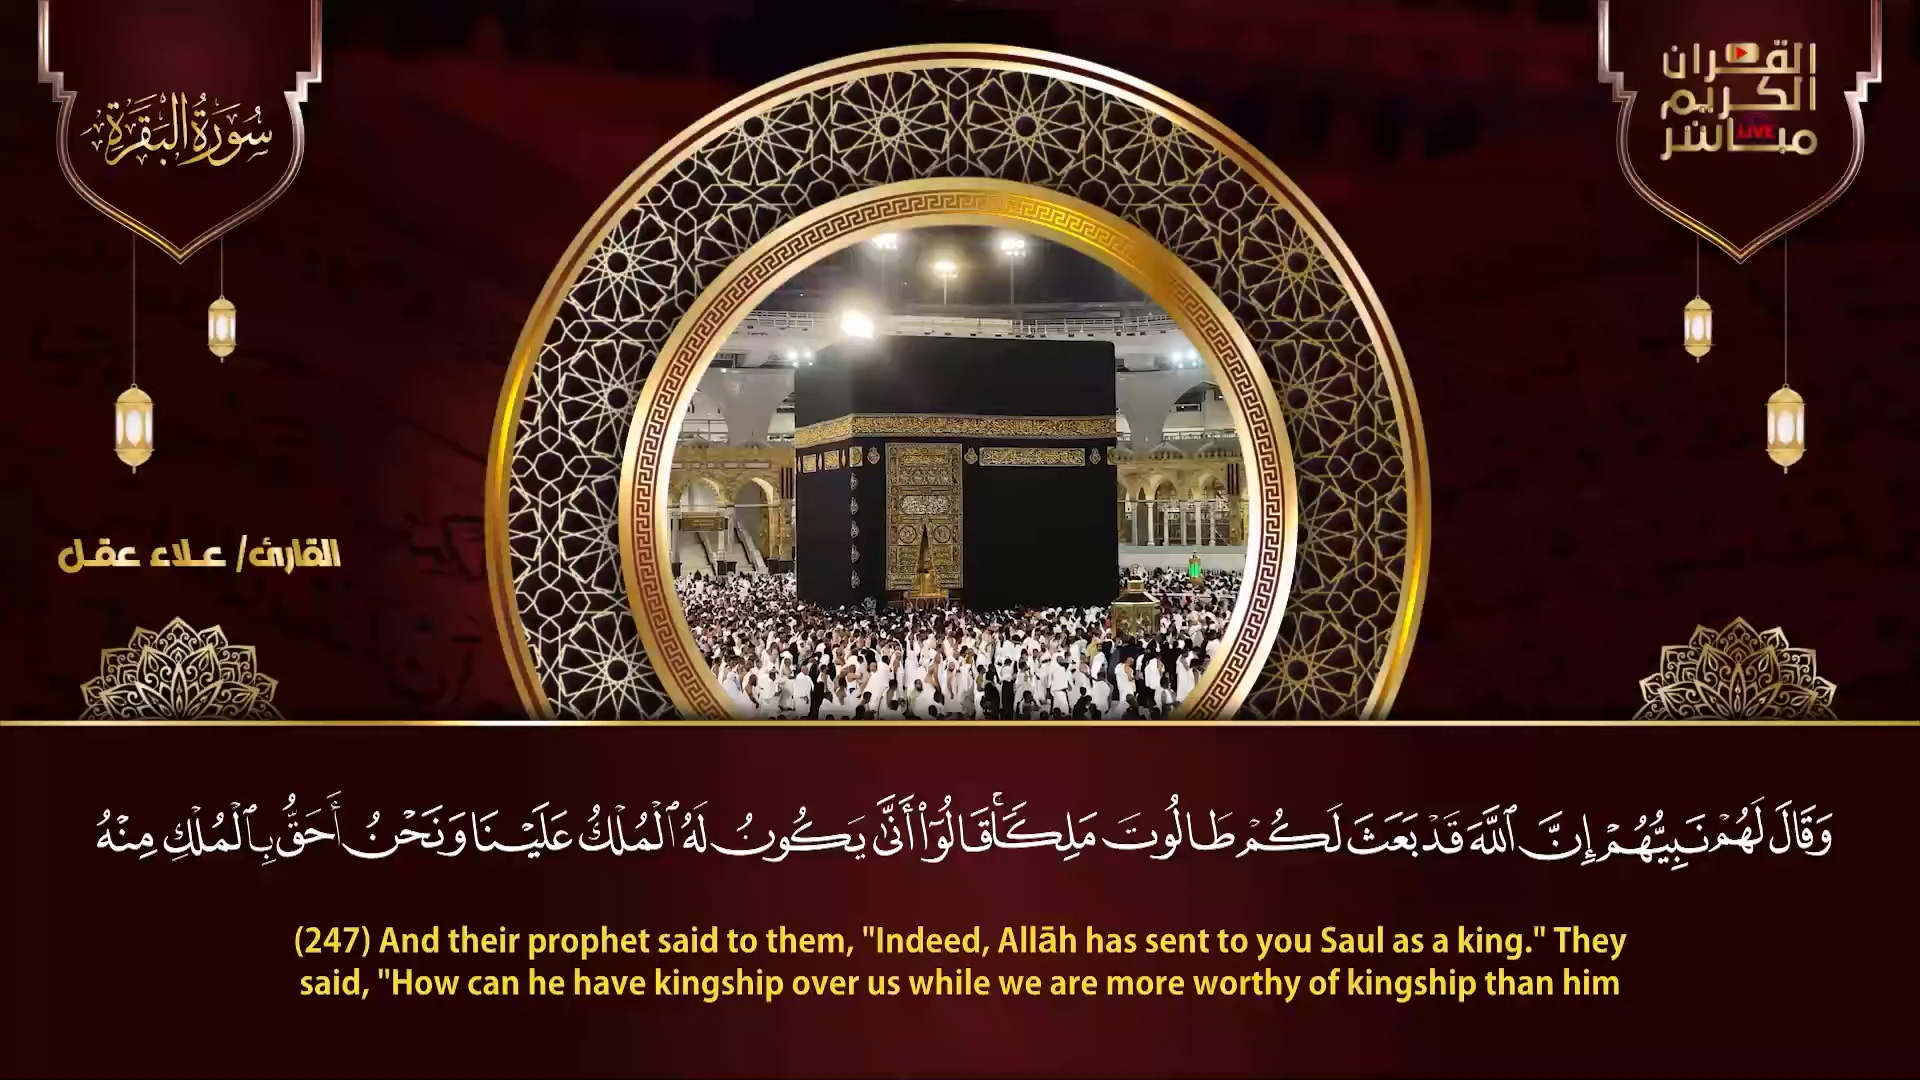 سُورَةُ البَقَرَةِ
القرآن
الكريم
مباشر
LIVE
القارئ/ علاء عقل
وَقَالَ لَهُمْ نَبِيُّهُمْ إِنَّ ٱللَّهَ قَدْ بَعَثَ لَكُمْ طَالُوتَ مَلِكًاۚ قَالُوٓا۟ أَنَّىٰ يَكُونُ لَهُ ٱلْمُلْكُ عَلَيْنَا وَنَحْنُ أَحَقُّ بِٱلْمُلْكِ مِنْهُ
(247) And their prophet said to them, "Indeed, Allāh has sent to you Saul as a king." They
said, "How can he have kingship over us while we are more worthy of kingship than him